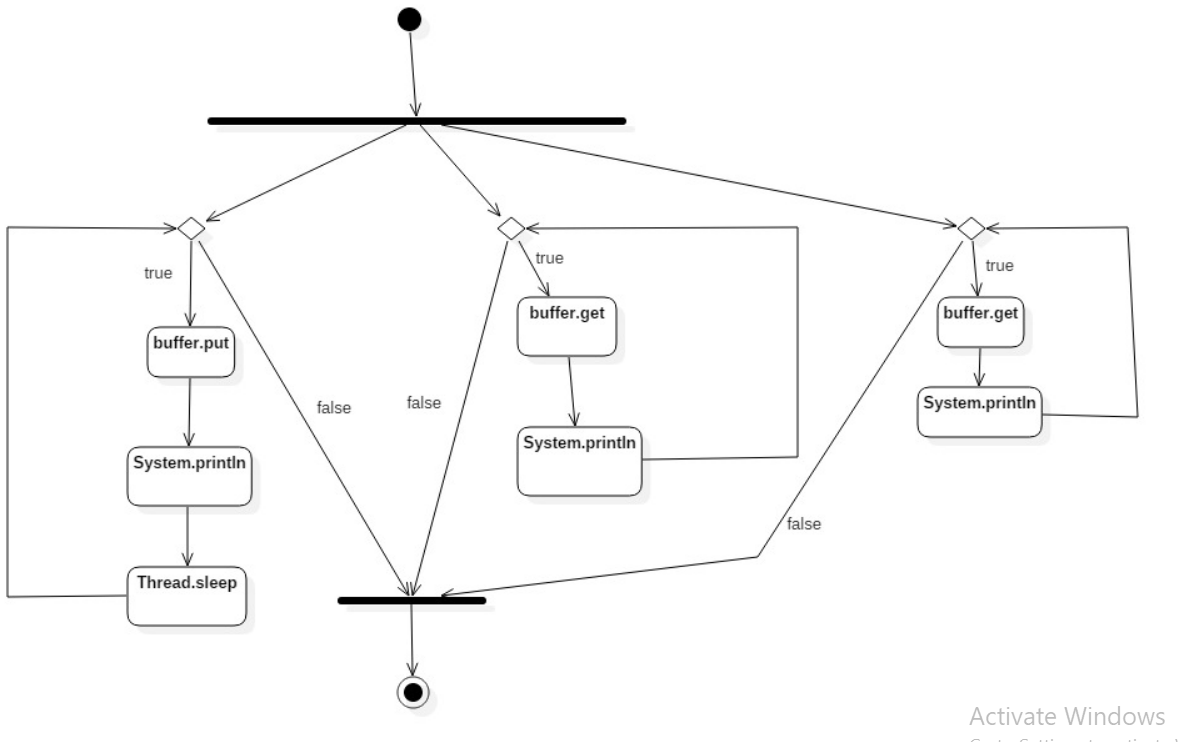 true
true
true
buffer.get
buffer.get
buffer.put
false
false
System.println
System.println
System.println
false
Thread.sleep
Activate Windows